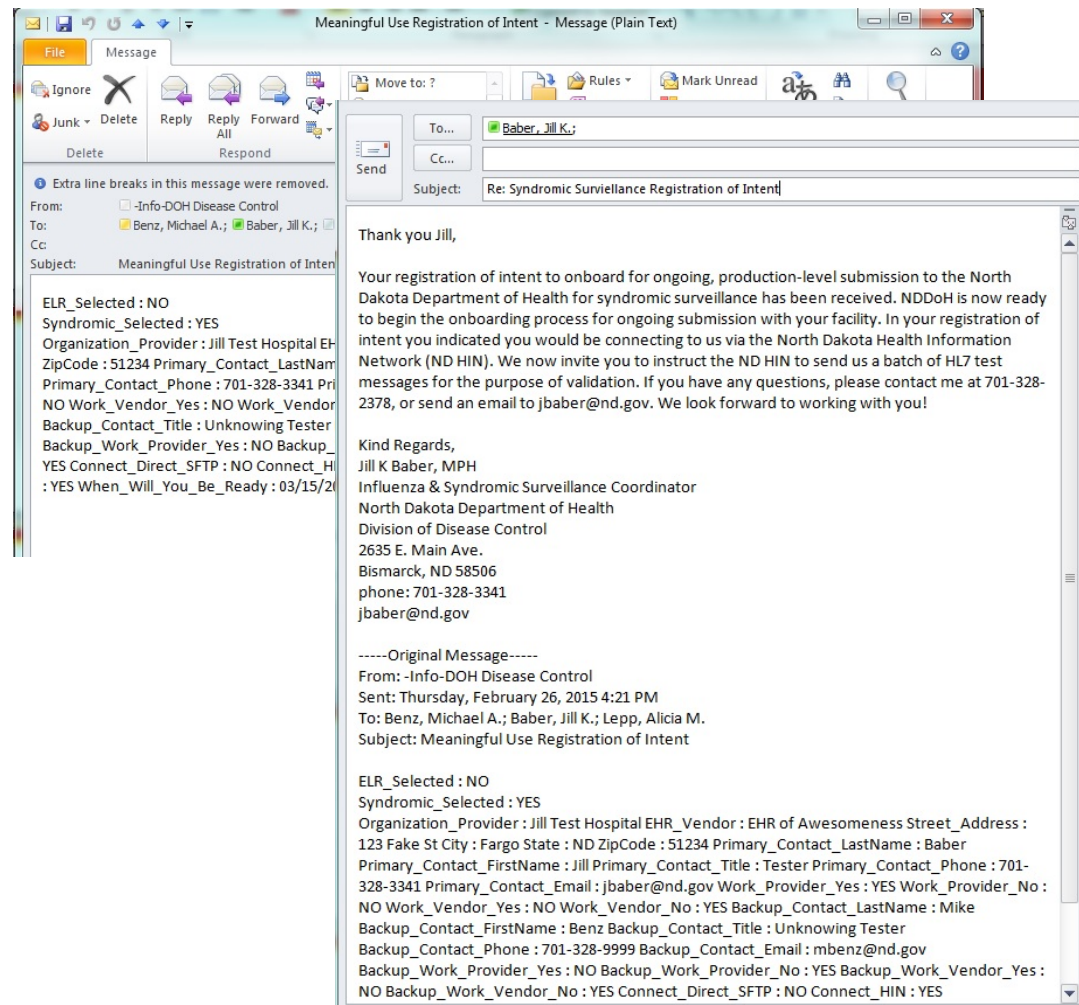 Meaningful Use Registration of Intent - Message (Plain Text)
File Message
Ignore
Junk
Delete
Reply
Reply All
Forward
Move to: ?
Rules
Mark Unread
Delete
Respond
Extra line breaks in this message were removed.
From: -Info-DOH Disease Control
To: Benz, Michael A.; Baber, Jill K.;
Cc:
Subject: Meaningful Use Registration of Inten
ELR_Selected : NO
Syndromic_Selected : YES
Organization_Provider : Jill Test Hospital EH
ZipCode : 51234 Primary_Contact_LastNam
Primary_Contact_Phone : 701-328-3341 Pri
NO Work_Vendor_Yes : NO Work_Vendor
Backup_Contact_Title : Unknowing Tester
Backup_Work_Provider_Yes : NO Backup_
YES Connect_Direct_SFTP : NO Connect_HI
: YES When_Will_You_Be_Ready : 03/15/20
Send
To... Baber, Jill K.;
Cc...
Subject: Re: Syndromic Surviellance Registration of Intent
Thank you Jill,
Your registration of intent to onboard for ongoing, production-level submission to the North
Dakota Department of Health for syndromic surveillance has been received. NDDoH is now ready
to begin the onboarding process for ongoing submission with your facility. In your registration of
intent you indicated you would be connecting to us via the North Dakota Health Information
Network (ND HIN). We now invite you to instruct the ND HIN to send us a batch of HL7 test
messages for the purpose of validation. If you have any questions, please contact me at 701-328-
2378, or send an email to jbaber@nd.gov. We look forward to working with you!
Kind Regards,
Jill K Baber, MPH
Influenza & Syndromic Surveillance Coordinator
North Dakota Department of Health
Division of Disease Control
2635 E. Main Ave.
Bismarck, ND 58506
phone: 701-328-3341
jbaber@nd.gov
-----Original Message-----
From: -Info-DOH Disease Control
Sent: Thursday, February 26, 2015 4:21 PM
To: Benz, Michael A.; Baber, Jill K.; Lepp, Alicia M.
Subject: Meaningful Use Registration of Intent
ELR_Selected : NO
Syndromic_Selected : YES
Organization_Provider : Jill Test Hospital EHR_Vendor : EHR of Awesomeness Street_Address :
123 Fake St City : Fargo State : ND ZipCode : 51234 Primary_Contact_LastName : Baber
Primary_Contact_FirstName : Jill Primary_Contact_Title : Tester Primary_Contact_Phone : 701-
328-3341 Primary_Contact_Email : jbaber@nd.gov Work_Provider_Yes : YES Work_Provider_No :
NO Work_Vendor_Yes : NO Work_Vendor_No : YES Backup_Contact_LastName : Mike
Backup_Contact_FirstName : Benz Backup_Contact_Title : Unknowing Tester
Backup_Contact_Phone : 701-328-9999 Backup_Contact_Email : mbenz@nd.gov
Backup_Work_Provider_Yes : NO Backup_Work_Provider_No : YES Backup_Work_Vendor_Yes :
NO Backup_Work_Vendor_No : YES Connect_Direct_SFTP : NO Connect_HIN : YES